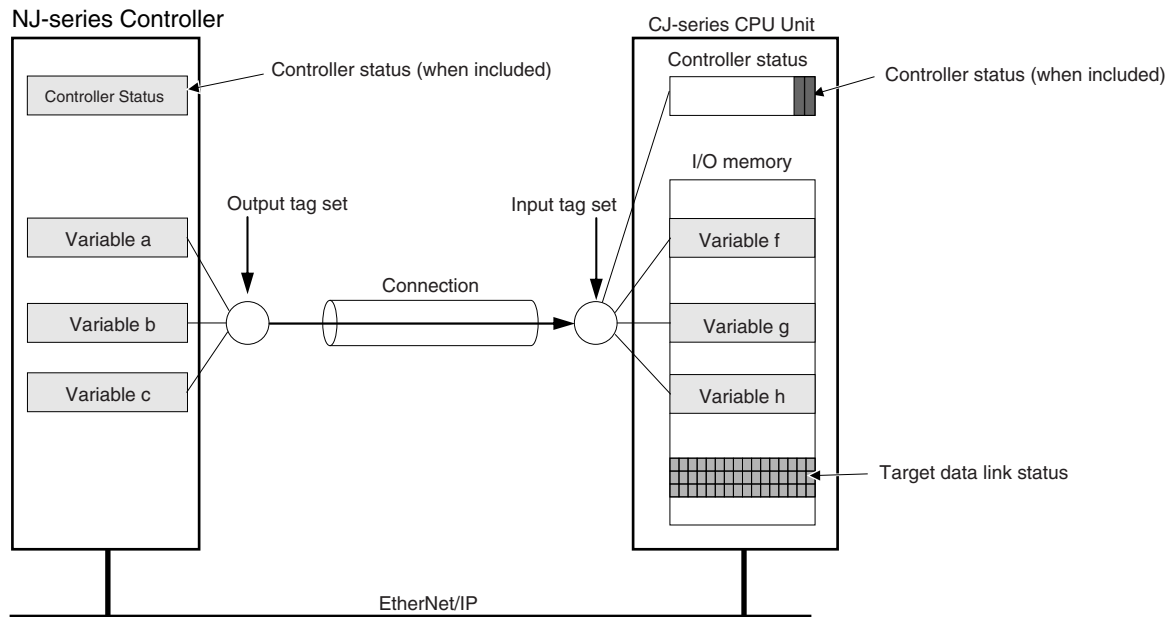 NJ-series Controller
CJ-series CPU Unit
Controller Status
Controller status (when included)
Controller status
Controller status (when included)
I/O memory
Output tag set
Input tag set
Variable a
Variable f
Connection
Variable b
Variable g
Variable c
Variable h
Target data link status
EtherNet/IP